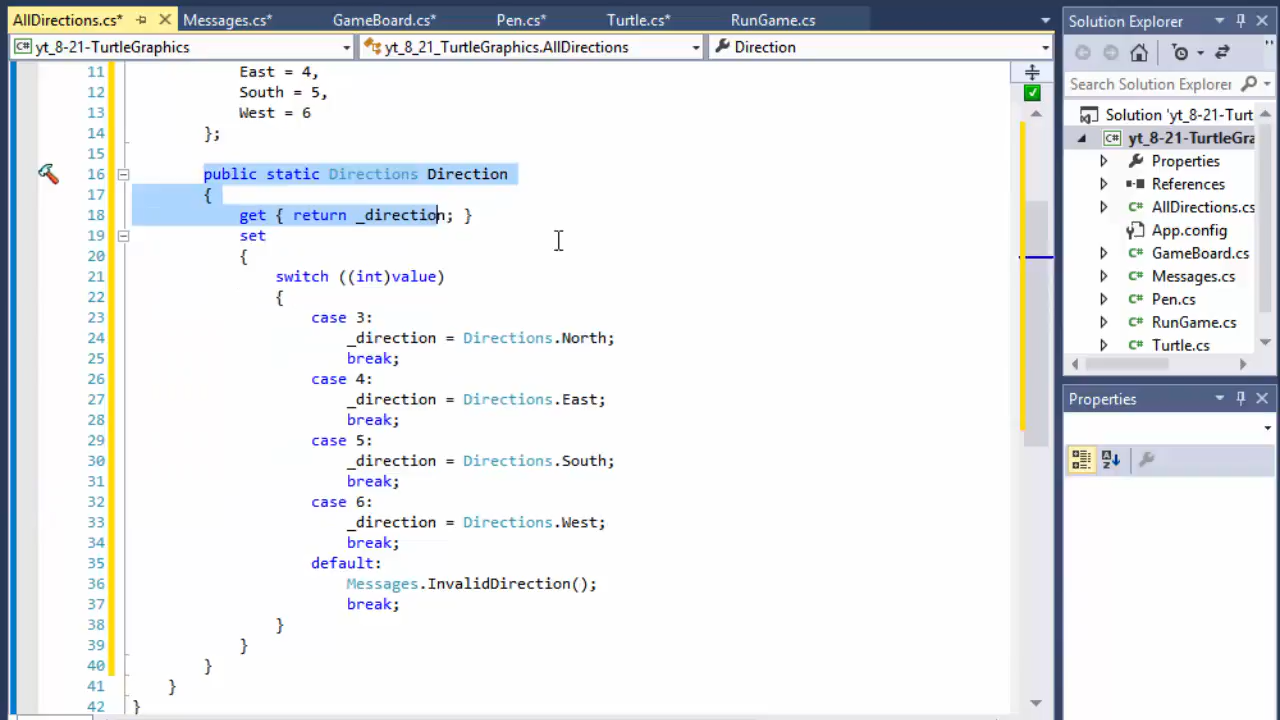 AllDirections.cs* Messages.cs* GameBoard.cs* Pen.cs* Turtle.cs* RunGame.cs
yt_8-21-TurtleGraphics yt_8_21_TurtleGraphics.AllDirections Direction
11 East = 4,
12 South = 5,
13 West = 6
14 };
15
16 public static Directions Direction
17 {
18 get { return _direction; }
19 set
20 {
21 switch ((int)value)
22 {
23 case 3:
24 _direction = Directions.North;
25 break;
26 case 4:
27 _direction = Directions.East;
28 break;
29 case 5:
30 _direction = Directions.South;
31 break;
32 case 6:
33 _direction = Directions.West;
34 break;
35 default:
36 Messages.InvalidDirection();
37 break;
38 }
39 }
40 }
41 }
42 }
Solution Explorer
Search Solution Explorer
Solution 'yt_8-21-Turt
yt_8-21-TurtleGra
Properties
References
AllDirections.cs
App.config
GameBoard.cs
Messages.cs
Pen.cs
RunGame.cs
Turtle.cs
Properties